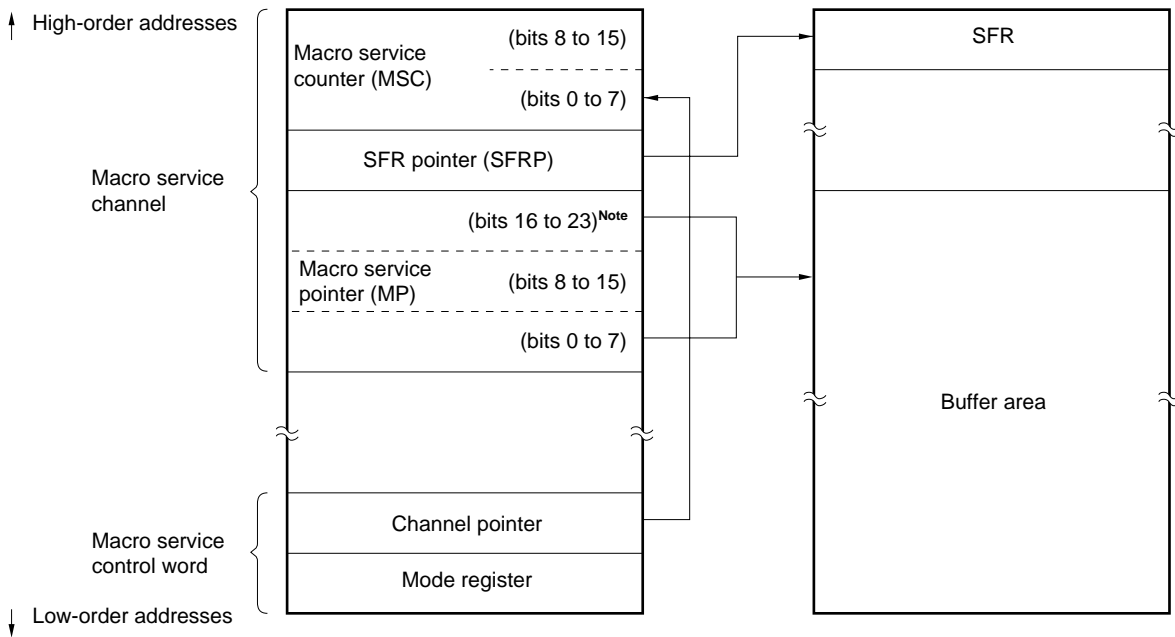 High-order addresses
Macro service
counter (MSC)
(bits 8 to 15)
(bits 0 to 7)
SFR pointer (SFRP)
Macro service
channel
(bits 16 to 23)Note
Macro service
pointer (MP)
(bits 8 to 15)
(bits 0 to 7)
Channel pointer
Macro service
control word
Mode register
Low-order addresses
SFR
Buffer area